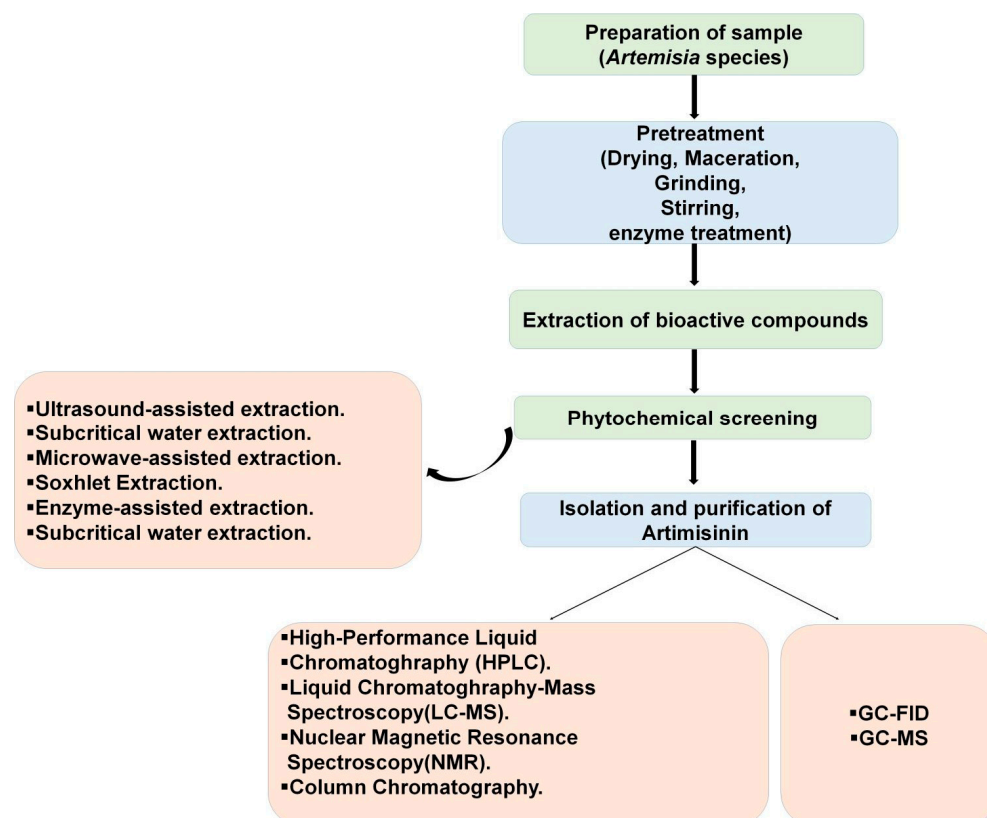 Preparation of sample
(Artemisia species)
Pretreatment
(Drying, Maceration,
Grinding,
Stirring,
enzyme treatment)
Extraction of bioactive compounds
Phytochemical screening
▪Ultrasound-assisted extraction.
▪Subcritical water extraction.
▪Microwave-assisted extraction.
▪Soxhlet Extraction.
▪Enzyme-assisted extraction.
▪Subcritical water extraction.
Isolation and purification of
Artimisinin
▪High-Performance Liquid
▪Chromatoghraphy (HPLC).
▪Liquid Chromatoghraphy-Mass
Spectroscopy(LC-MS).
▪Nuclear Magnetic Resonance
Spectroscopy(NMR).
▪Column Chromatography.
▪GC-FID
▪GC-MS